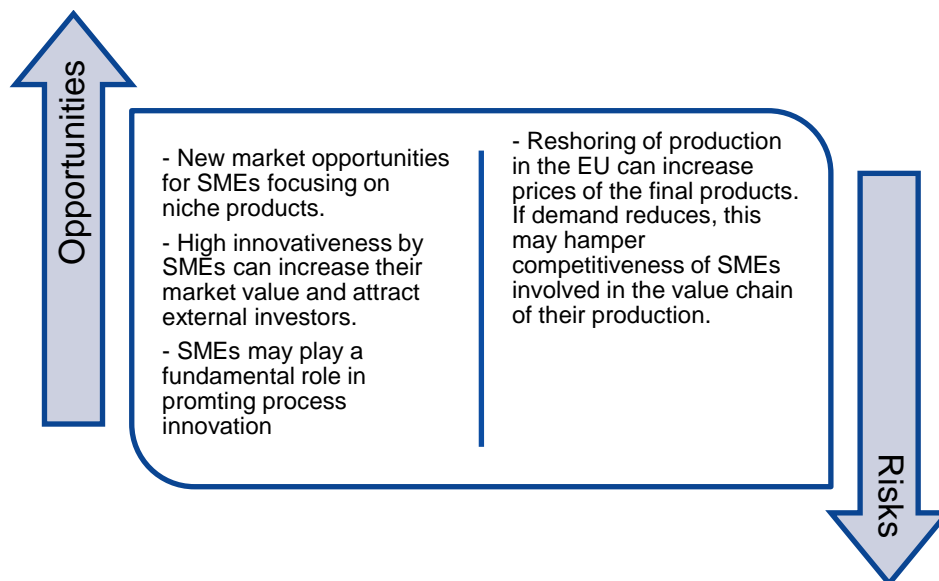 Opportunities
- New market opportunities
for SMEs focusing on
niche products.
- High innovativeness by
SMEs can increase their
market value and attract
external investors.
- SMEs may play a
fundamental role in
promting process
innovation
- Reshoring of production
in the EU can increase
prices of the final products.
If demand reduces, this
may hamper
competitiveness of SMEs
involved in the value chain
of their production.
Risks